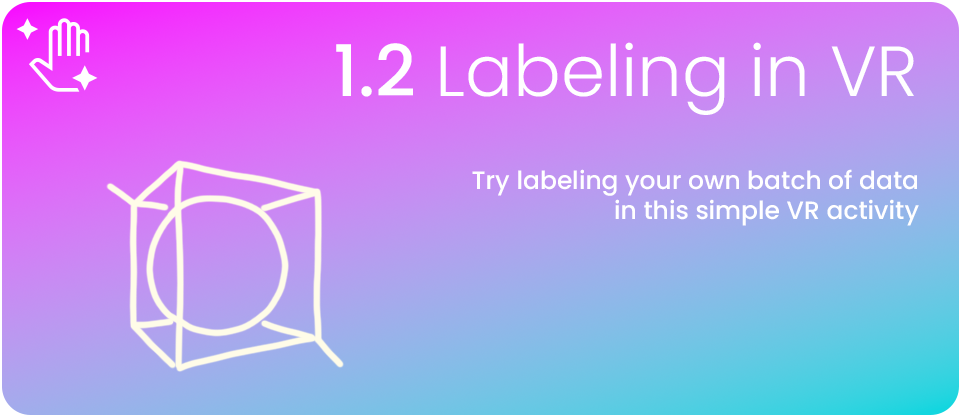 1.2 Labeling in VR
Try labeling your own batch of data
in this simple VR activity